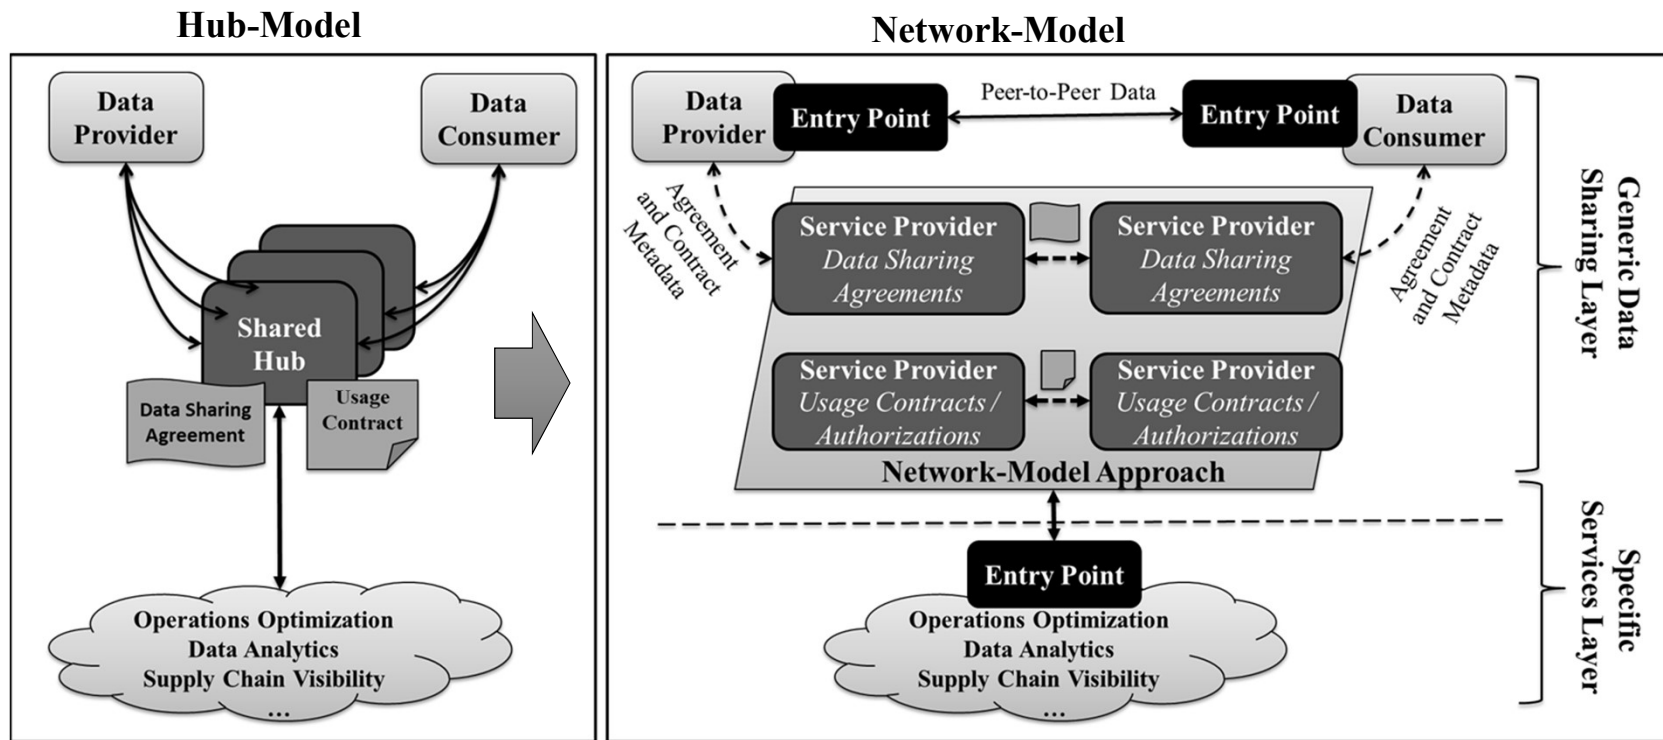 Hub-Model
Data
Provider
Data
Consumer
Shared
Hub
Data Sharing
Agreement
Usage
Contract
Operations Optimization
Data Analytics
Supply Chain Visibility
...
Network-Model
Data
Provider
Entry Point
Peer-to-Peer Data
Entry Point
Data
Consumer
Agreement
and Contract
Metadata
Service Provider
Data Sharing
Agreements
Service Provider
Data Sharing
Agreements
Agreement
and Contract
Metadata
Service Provider
Usage Contracts /
Authorizations
Service Provider
Usage Contracts /
Authorizations
Network-Model Approach
Entry Point
Operations Optimization
Data Analytics
Supply Chain Visibility
...
Generic Data
Sharing Layer
Specific
Services Layer